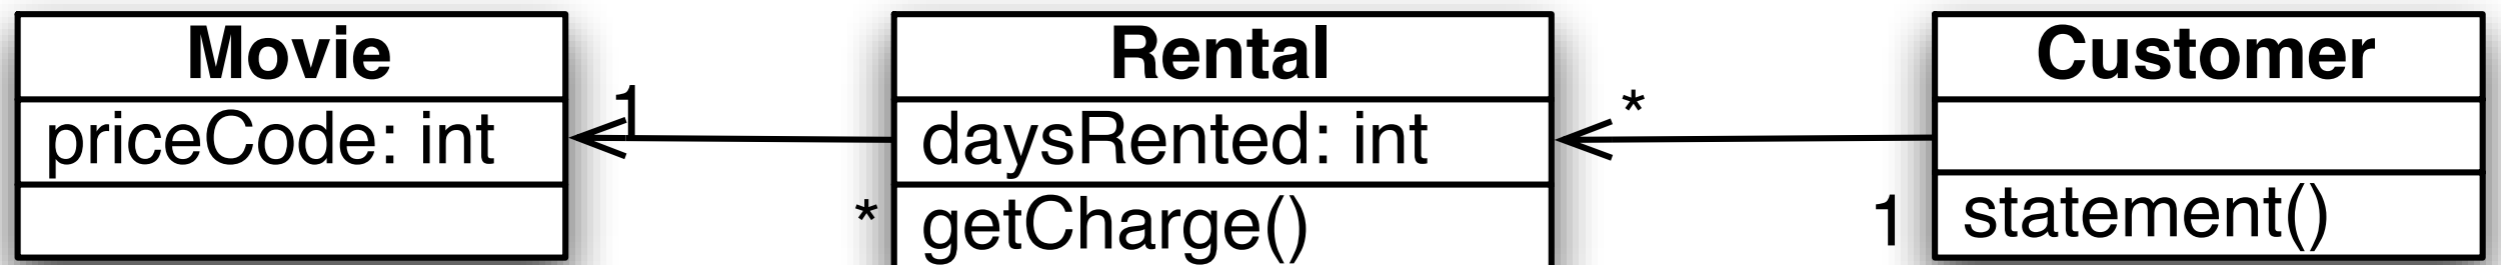 Movie
priceCode: int
1
*
Rental
daysRented: int
getCharge()
*
1
Customer
statement()